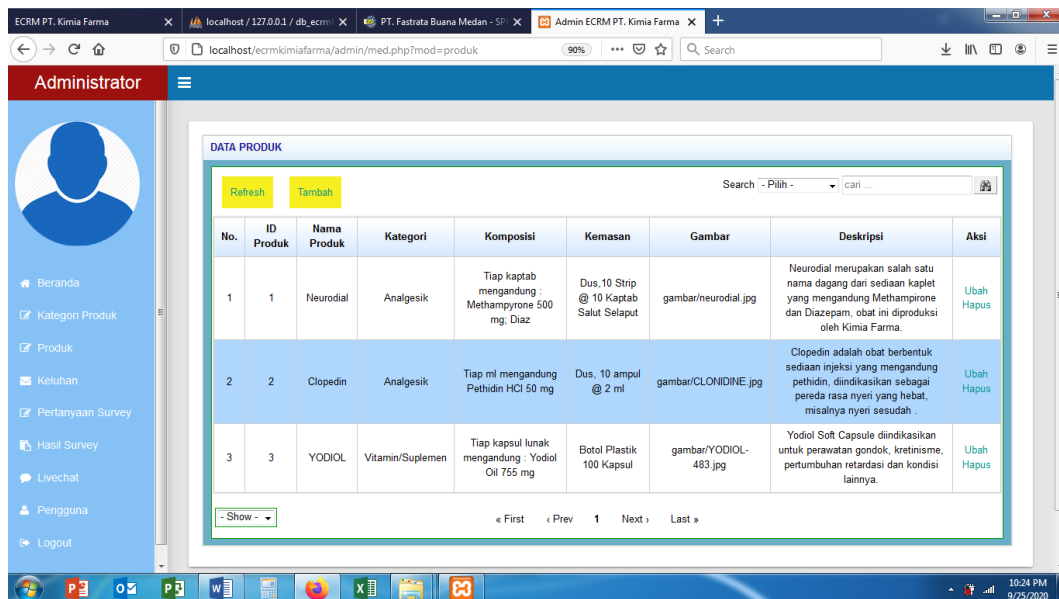 ECRM PT. Kimia Farma
localhost / 127.0.0.1 / db_ecrmi
PT. Fastrata Buana Medan - SPI
Admin ECRM PT. Kimia Farma
localhost/ecrmkimiafarma/admin/med.php?mod=produk
90%
Search
Administrator
Beranda
Kategori Produk
Produk
Keluhan
Pertanyaan Survey
Hasil Survey
Livechat
Pengguna
Logout
DATA PRODUK
Refresh
Tambah
Search
- Pilih -
cari ...
No.
ID
Produk
Nama
Produk
Kategori
Komposisi
Kemasan
Gambar
Deskripsi
Aksi
1
1
Neurodial
Analgesik
Tiap kaptab
mengandung :
Methampyrone 500
mg; Diaz
Dus,10 Strip
@ 10 Kaptab
Salut Selaput
gambar/neurodial.jpg
Neurodial merupakan salah satu
nama dagang dari sediaan kaplet
yang mengandung Methampirone
dan Diazepam, obat ini diproduksi
oleh Kimia Farma.
Ubah
Hapus
2
2
Clopedin
Analgesik
Tiap ml mengandung
Pethidin HCl 50 mg
Dus, 10 ampul
@ 2 ml
gambar/CLONIDINE.jpg
Clopedin adalah obat berbentuk
sediaan injeksi yang mengandung
pethidin, diindikasikan sebagai
pereda rasa nyeri yang hebat,
misalnya nyeri sesudah .
Ubah
Hapus
3
3
YODIOL
Vitamin/Suplemen
Tiap kapsul lunak
mengandung : Yodiol
Oil 755 mg
Botol Plastik
100 Kapsul
gambar/YODIOL-
483.jpg
Yodiol Soft Capsule diindikasikan
untuk perawatan gondok, kretinisme,
pertumbuhan retardasi dan kondisi
lainnya.
Ubah
Hapus
- Show -
« First ‹ Prev 1 Next › Last »
10:24 PM
9/25/2020